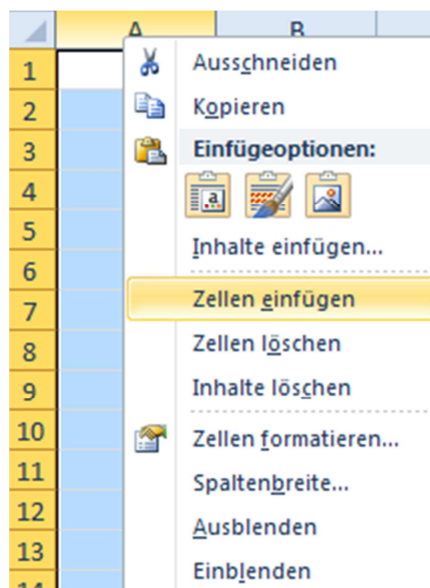 A B
1 Ausschneiden
2 Kopieren
3 Einfügeoptionen:
4 a
5 Inhalte einfügen...
6
7 Zellen einfügen
8 Zellen löschen
9 Inhalte löschen
10 Zellen formatieren...
11 Spaltenbreite...
12 Ausblenden
13 Einblenden
14